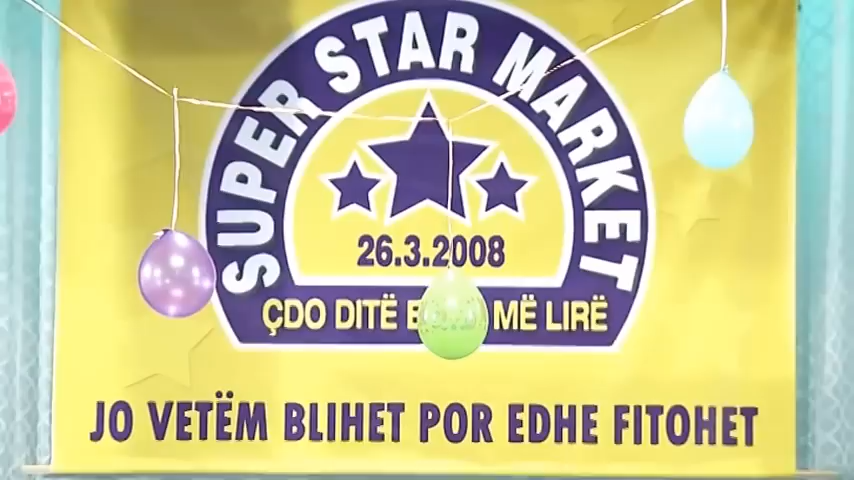 SUPER STAR MARKET
26.3.2008
ÇDO DITË MË LIRË
JO VETËM BLIHET POR EDHE FITOHET